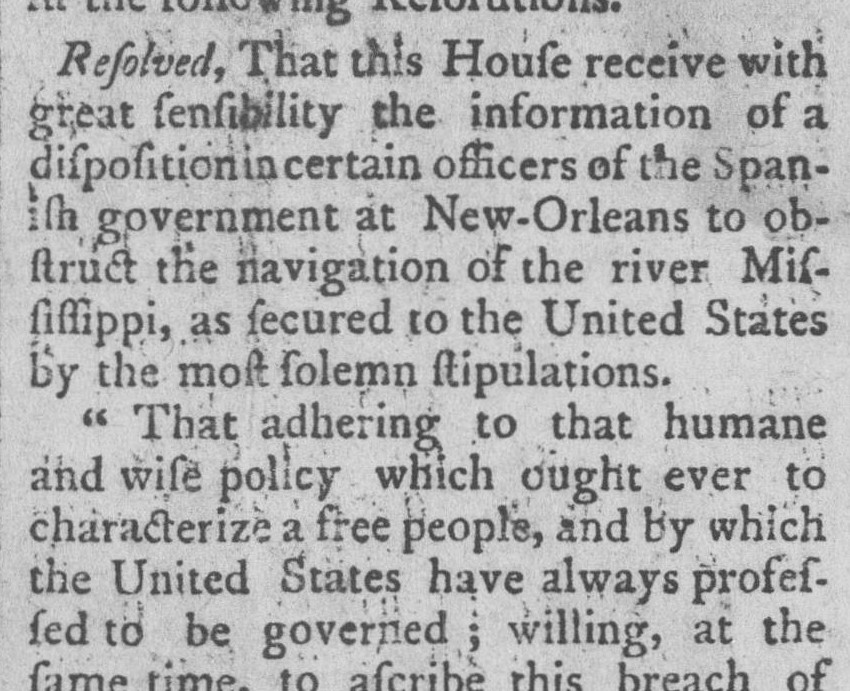 the following Resolutions.
Reſolved, That this Houſe receive with
great ſenſibility the information of a
diſpoſition in certain officers of the Span-
iſh government at New-Orleans to ob-
ſtruct the navigation of the river Miſ-
ſiſſippi, as ſecured to the United States
by the moſt ſolemn ſtipulations.
“ That adhering to that humane
and wiſe policy which ought ever to
characterize a free people, and by which
the United States have always profeſ-
ſed to be governed ; willing, at the
ſame time, to aſcribe this breach of